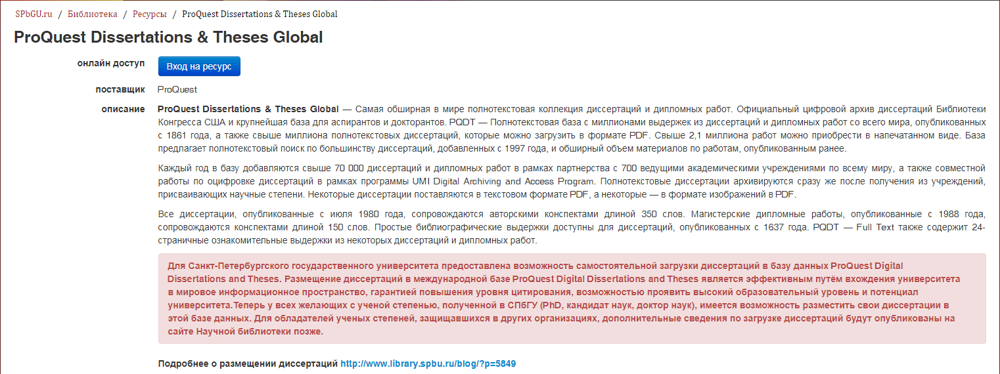 SPbGU.ru / Библиотека / Ресурсы / ProQuest Dissertations & Theses Global
ProQuest Dissertations & Theses Global
онлайн доступ Вход на ресурс
поставщик ProQuest
описание ProQuest Dissertations & Theses Global — Самая обширная в мире полнотекстовая коллекция диссертаций и дипломных работ. Официальный цифровой архив диссертаций Библиотеки
Конгресса США и крупнейшая база для аспирантов и докторантов. PQDT — Полнотекстовая база с миллионами выдержек из диссертаций и дипломных работ со всего мира, опубликованных
с 1861 года, а также свыше миллиона полнотекстовых диссертаций, которые можно загрузить в формате PDF. Свыше 2,1 миллиона работ можно приобрести в напечатанном виде. База
предлагает полнотекстовый поиск по большинству диссертаций, добавленных с 1997 года, и обширный объем материалов по работам, опубликованным ранее.
Каждый год в базу добавляются свыше 70 000 диссертаций и дипломных работ в рамках партнерства с 700 ведущими академическими учреждениями по всему миру, а также совместной
работы по оцифровке диссертаций в рамках программы UMI Digital Archiving and Access Program. Полнотекстовые диссертации архивируются сразу же после получения из учреждений,
присваивающих научные степени. Некоторые диссертации поставляются в текстовом формате PDF, а некоторые — в формате изображений в PDF.
Все диссертации, опубликованные с июля 1980 года, сопровождаются авторскими конспектами длиной 350 слов. Магистерские дипломные работы, опубликованные с 1988 года,
сопровождаются конспектами длиной 150 слов. Простые библиографические выдержки доступны для диссертаций, опубликованных с 1637 года. PQDT — Full Text также содержит 24-
страничные ознакомительные выдержки из некоторых диссертаций и дипломных работ.
Для Санкт-Петербургского государственного университета предоставлена возможность самостоятельной загрузки диссертаций в базу данных ProQuest Digital
Dissertations and Theses. Размещение диссертаций в международной базе ProQuest Digital Dissertations and Theses является эффективным путём вхождения университета
в мировое информационное пространство, гарантией повышения уровня цитирования, возможностью проявить высокий образовательный уровень и потенциал
университета.Теперь у всех желающих с ученой степенью, полученной в СПбГУ (PhD, кандидат наук, доктор наук), имеется возможность разместить свои диссертации в
этой базе данных. Для обладателей ученых степеней, защищавшихся в других организациях, дополнительные сведения по загрузке диссертаций будут опубликованы на
сайте Научной библиотеки позже.
Подробнее о размещении диссертаций http://www.library.spbu.ru/blog/?p=5849